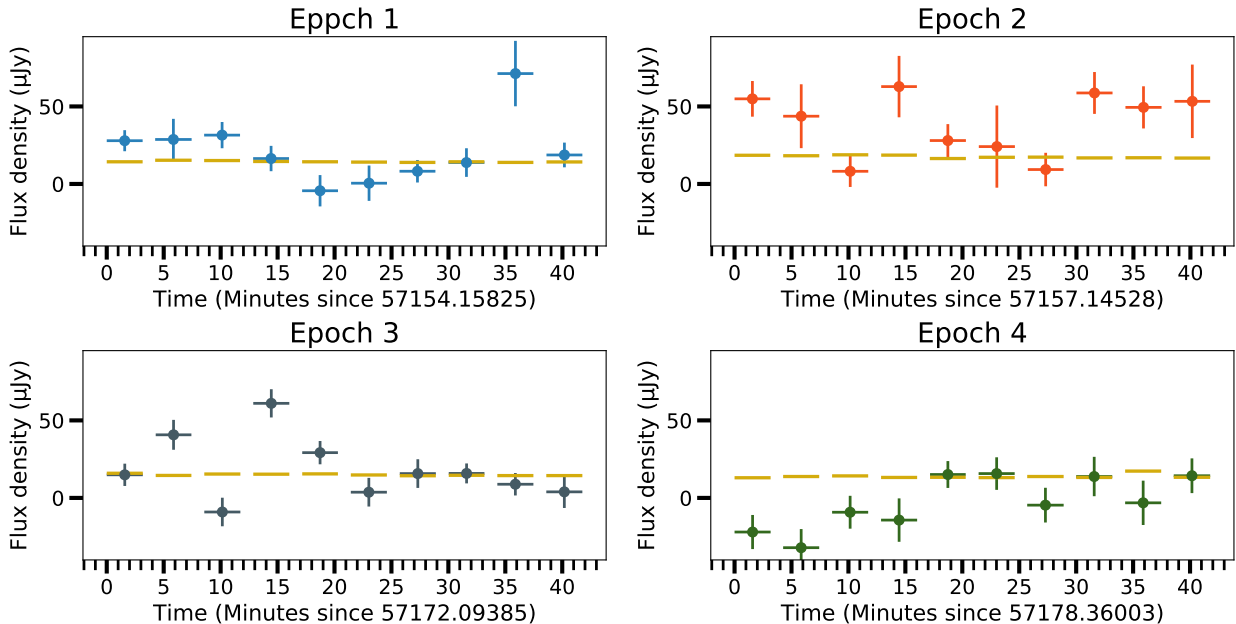 Eppch 1
Flux density (μJy)
50
0
0 5 10 15 20 25 30 35 40
Time (Minutes since 57154.15825)
Epoch 2
Flux density (μJy)
50
0
0 5 10 15 20 25 30 35 40
Time (Minutes since 57157.14528)
Epoch 3
Flux density (μJy)
50
0
0 5 10 15 20 25 30 35 40
Time (Minutes since 57172.09385)
Epoch 4
Flux density (μJy)
50
0
0 5 10 15 20 25 30 35 40
Time (Minutes since 57178.36003)